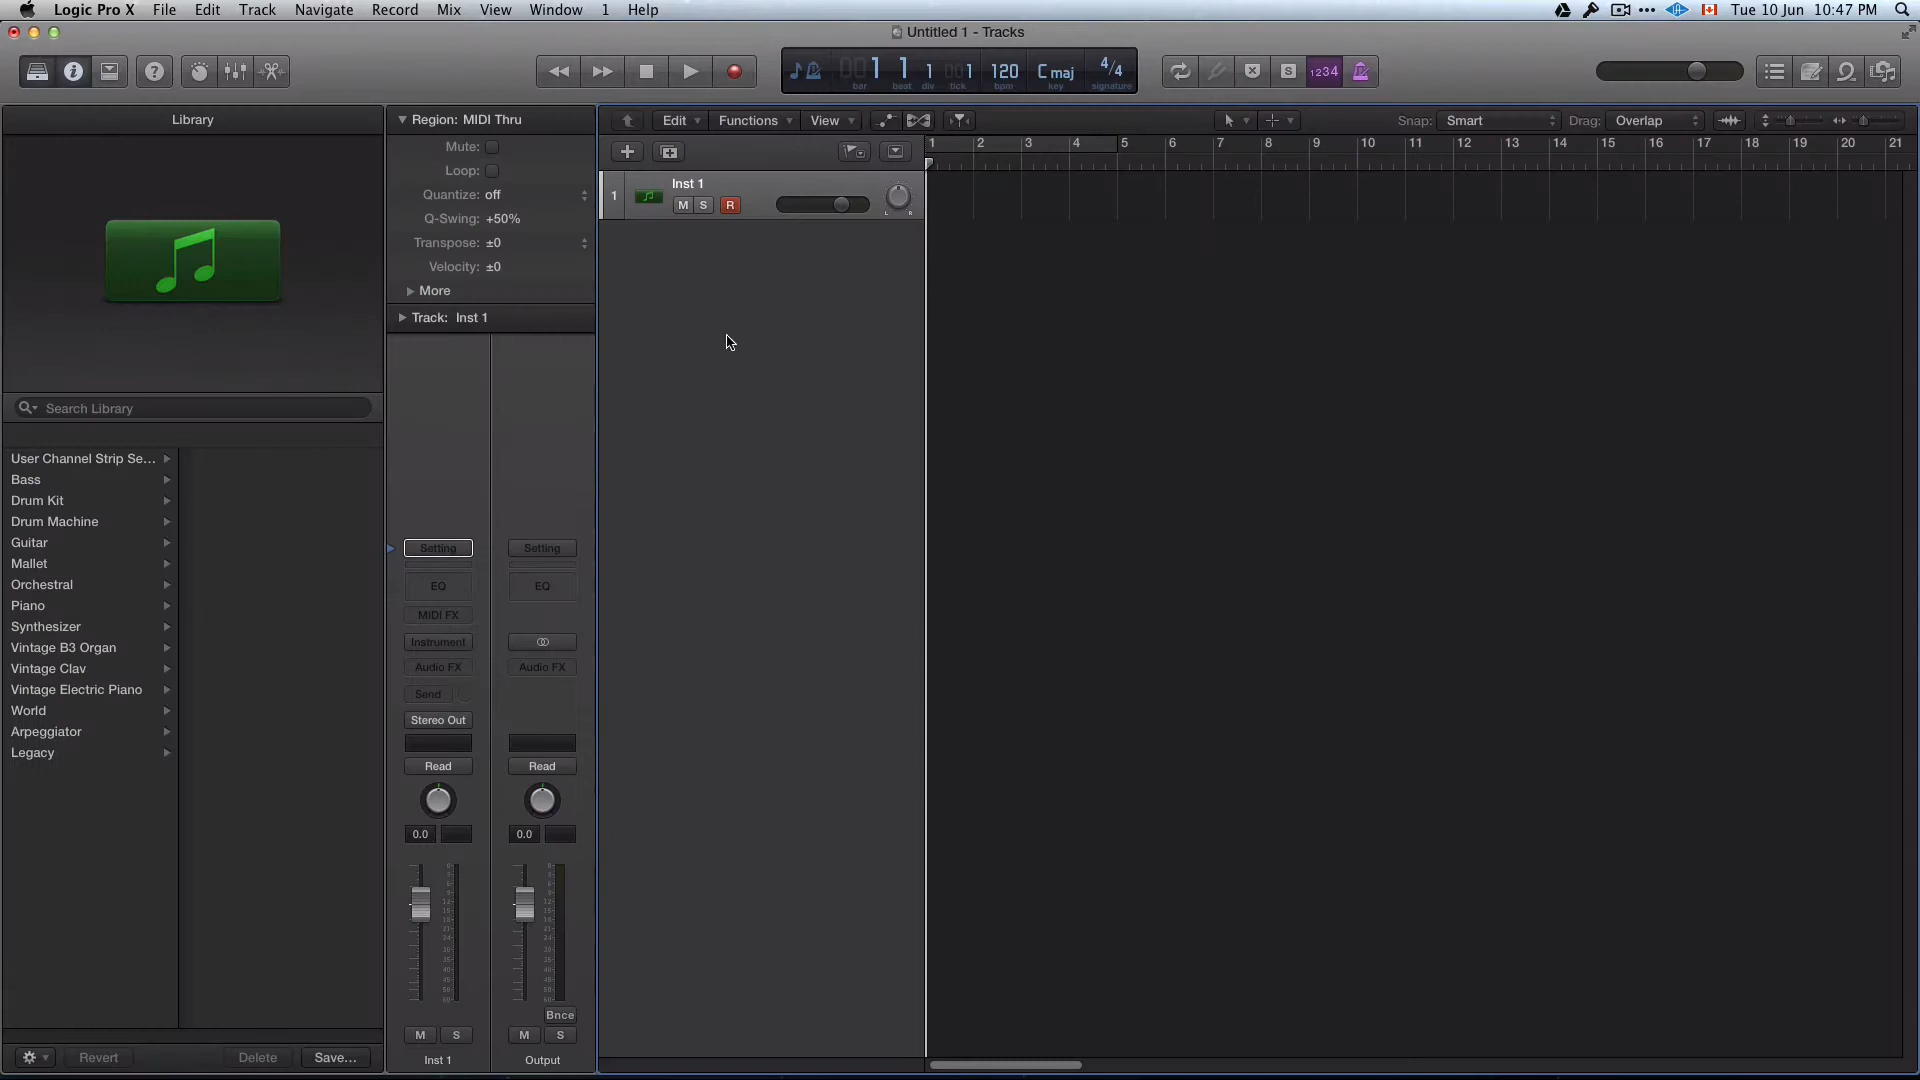 Logic Pro X File Edit Track Navigate Record Mix View Window 1 Help Tue 10 Jun 10:47 PM
Untitled 1 - Tracks
1 1 1 1 120 C maj 4/4
bar beat div tick bpm key signature
S 1234
Library
Region: MIDI Thru
Mute:
Loop:
Quantize: off
Q-Swing: +50%
Transpose: ±0
Velocity: ±0
More
Track: Inst 1
Edit Functions View Snap: Smart Drag: Overlap
1 2 3 4 5 6 7 8 9 10 11 12 13 14 15 16 17 18 19 20 21
1 Inst 1
M S R L R
Search Library
User Channel Strip Se...
Bass
Drum Kit
Drum Machine
Guitar
Mallet
Orchestral
Piano
Synthesizer
Vintage B3 Organ
Vintage Clav
Vintage Electric Piano
World
Arpeggiator
Legacy
Setting Setting
EQ EQ
MIDI FX
Instrument
Audio FX Audio FX
Send
Stereo Out
Read Read
0.0 0.0
Bnce
M S M S
Inst 1 Output
Revert Delete Save...